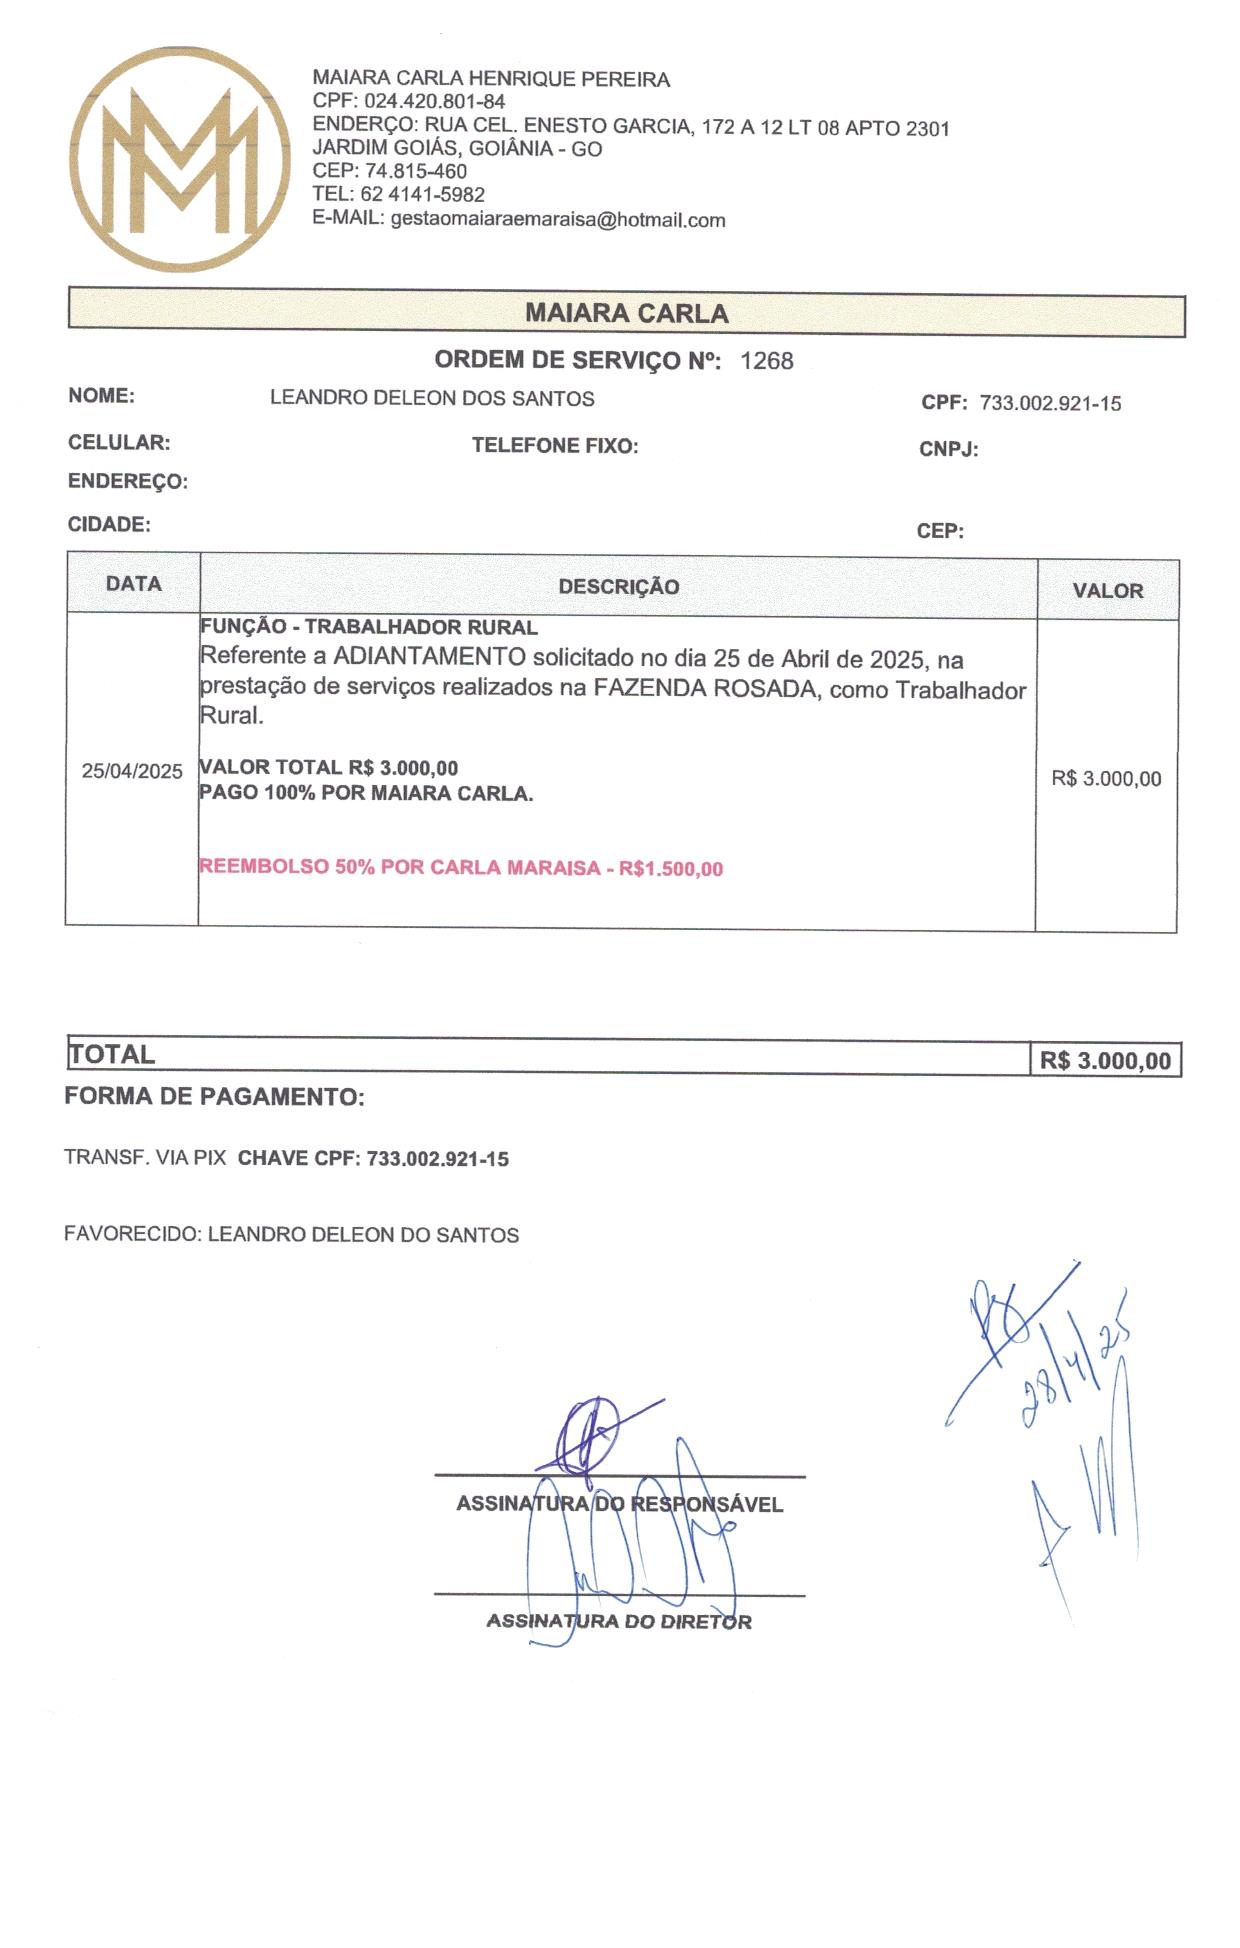 MAIARA CARLA HENRIQUE PEREIRA
CPF: 024.420.801-84
ENDERÇO: RUA CEL. ENESTO GARCIA, 172 A 12 LT 08 APTO 2301
JARDIM GOIÁS, GOIÂNIA - GO
CEP: 74.815-460
TEL: 62 4141-5982
E-MAIL: gestaomaiaraemaraisa@hotmail.com
MAIARA CARLA
ORDEM DE SERVIÇO Nº: 1268
NOME: LEANDRO DELEON DOS SANTOS CPF: 733.002.921-15
CELULAR: TELEFONE FIXO: CNPJ:
ENDEREÇO:
CIDADE: CEP:
DATA DESCRIÇÃO VALOR
FUNÇÃO - TRABALHADOR RURAL
Referente a ADIANTAMENTO solicitado no dia 25 de Abril de 2025, na
prestação de serviços realizados na FAZENDA ROSADA, como Trabalhador
Rural.
25/04/2025 VALOR TOTAL R$ 3.000,00 R$ 3.000,00
PAGO 100% POR MAIARA CARLA.
REEMBOLSO 50% POR CARLA MARAISA - R$1.500,00
TOTAL R$ 3.000,00
FORMA DE PAGAMENTO:
TRANSF. VIA PIX CHAVE CPF: 733.002.921-15
FAVORECIDO: LEANDRO DELEON DO SANTOS
28/4/25
ASSINATURA DO RESPONSÁVEL
ASSINATURA DO DIRETOR